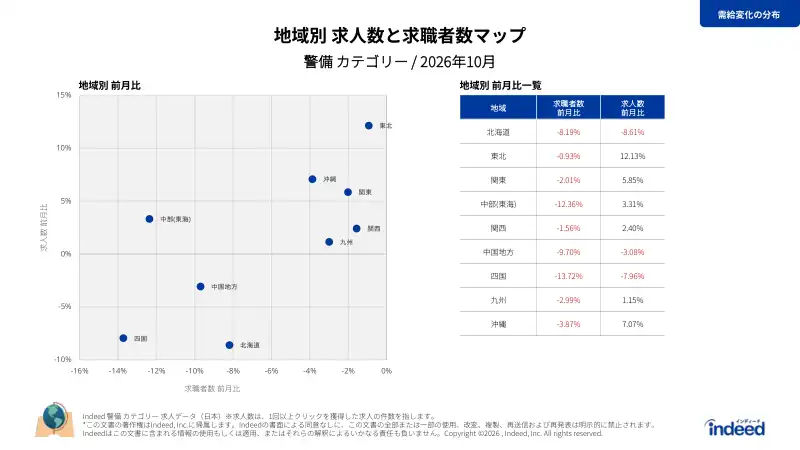 需給変化の分布
地域別 求人数と求職者数マップ
警備 カテゴリー / 2026年10月
地域別 前月比
15%
10%
5%
0%
-5%
-10%
-16%
-14%
-12%
-10%
-8%
-6%
-4%
-2%
0%
求人数 前月比
求職者数 前月比
東北
沖縄
関東
中部(東海)
関西
九州
中国地方
四国
北海道
地域別 前月比一覧
地域 求職者数 前月比 求人数 前月比
北海道 -8.19% -8.61%
東北 -0.93% 12.13%
関東 -2.01% 5.85%
中部(東海) -12.36% 3.31%
関西 -1.56% 2.40%
中国地方 -9.70% -3.08%
四国 -13.72% -7.96%
九州 -2.99% 1.15%
沖縄 -3.87% 7.07%
Indeed 警備 カテゴリー 求人データ（日本）※求人数は、1回以上クリックを獲得した求人の件数を指します。
*この文書の著作権はIndeed, Inc.に帰属します。Indeedの書面による同意なしに、この文書の全部または一部の使用、改変、複製、再送信および再発表は明示的に禁止されます。
Indeedはこの文書に含まれる情報の使用もしくは適用、またはそれらの解釈によるいかなる責任も負いません。Copyright ©2026 , Indeed, Inc. All rights reserved.
インディード
indeed